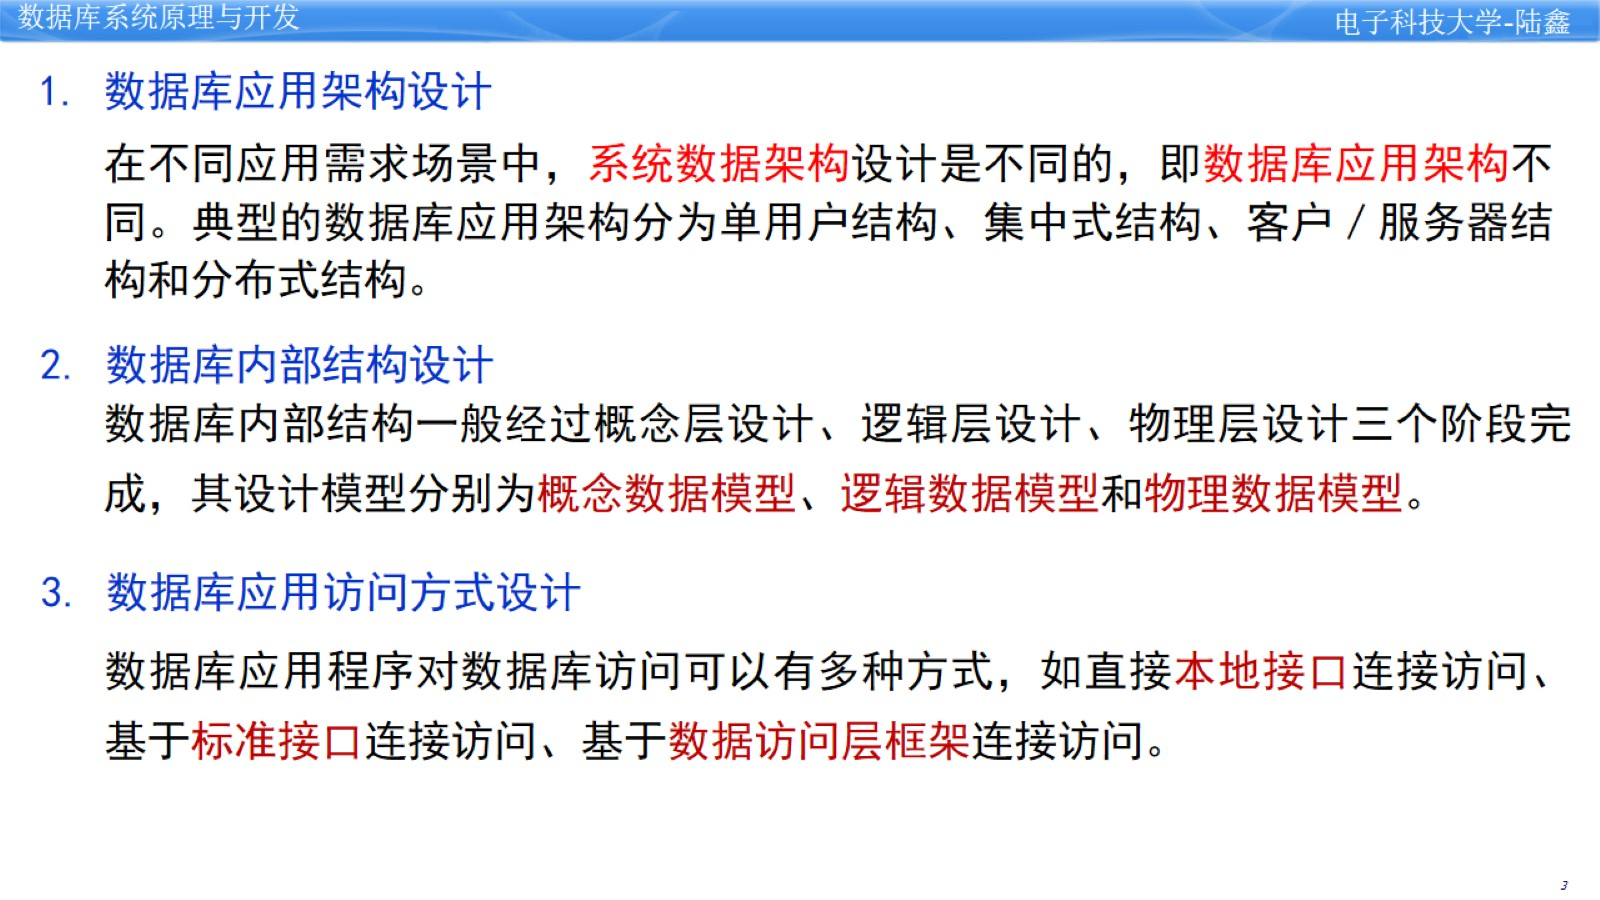 数据库系统原理与开发
电子科技大学-陆鑫
1. 数据库应用架构设计
在不同应用需求场景中，系统数据架构设计是不同的，即数据库应用架构不
同。典型的数据库应用架构分为单用户结构、集中式结构、客户/服务器结
构和分布式结构。
2. 数据库内部结构设计
数据库内部结构一般经过概念层设计、逻辑层设计、物理层设计三个阶段完
成，其设计模型分别为概念数据模型、逻辑数据模型和物理数据模型。
3. 数据库应用访问方式设计
数据库应用程序对数据库访问可以有多种方式，如直接本地接口连接访问、
基于标准接口连接访问、基于数据访问层框架连接访问。
3